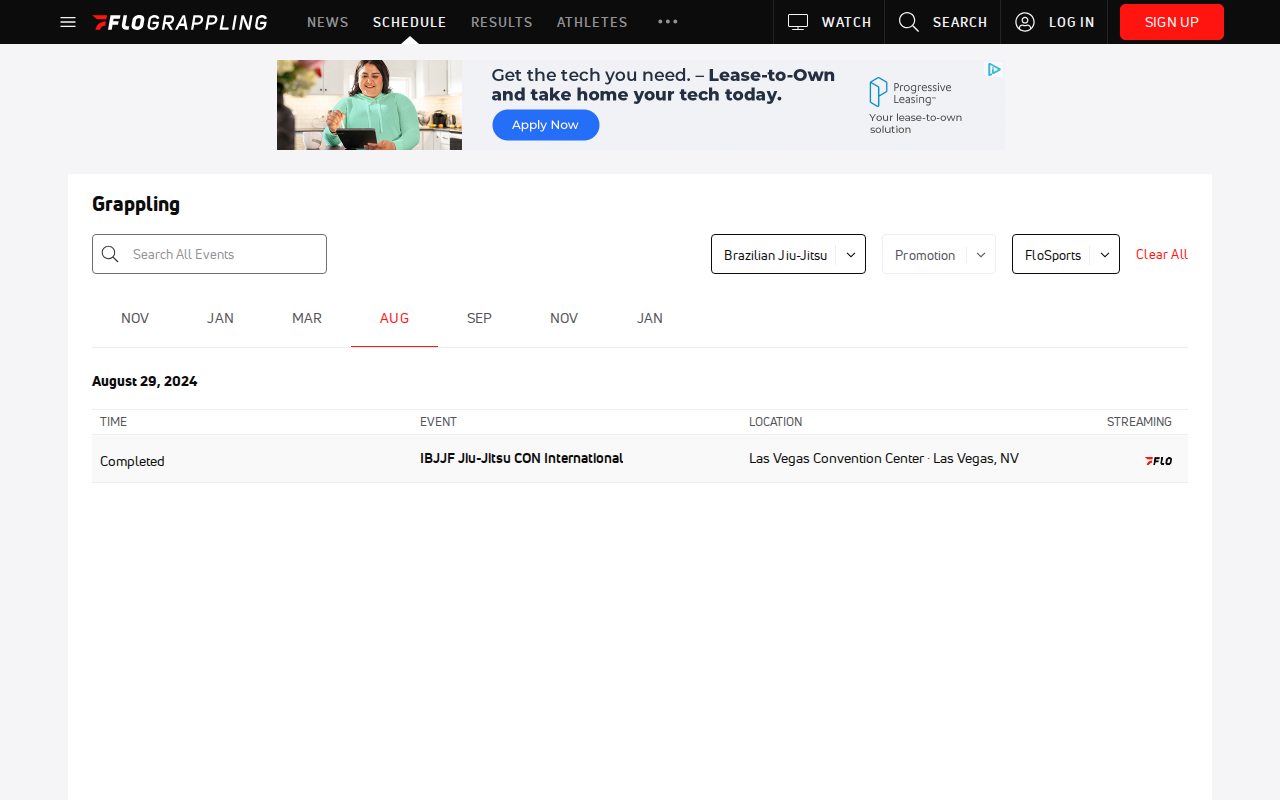 FLOGRAPPLING NEWS SCHEDULE RESULTS ATHLETES WATCH SEARCH LOG IN SIGN UP
Get the tech you need. – Lease-to-Own
and take home your tech today.
Apply Now
Progressive
Leasing
Your lease-to-own
solution
Grappling
Search All Events Brazilian Jiu-Jitsu Promotion FloSports Clear All
NOV JAN MAR AUG SEP NOV JAN
August 29, 2024
TIME EVENT LOCATION STREAMING
Completed IBJJF Jiu-Jitsu CON International Las Vegas Convention Center · Las Vegas, NV FLO